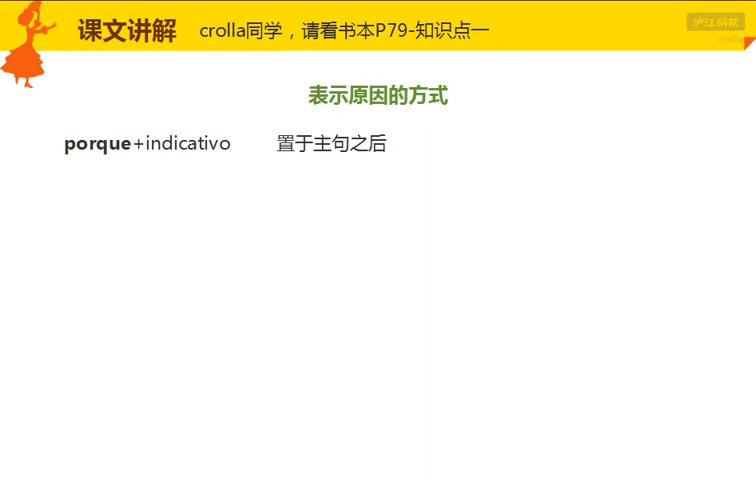 课文讲解 crolla同学，请看书本P79-知识点一
沪江网校
crolla
表示原因的方式
porque+indicativo 置于主句之后